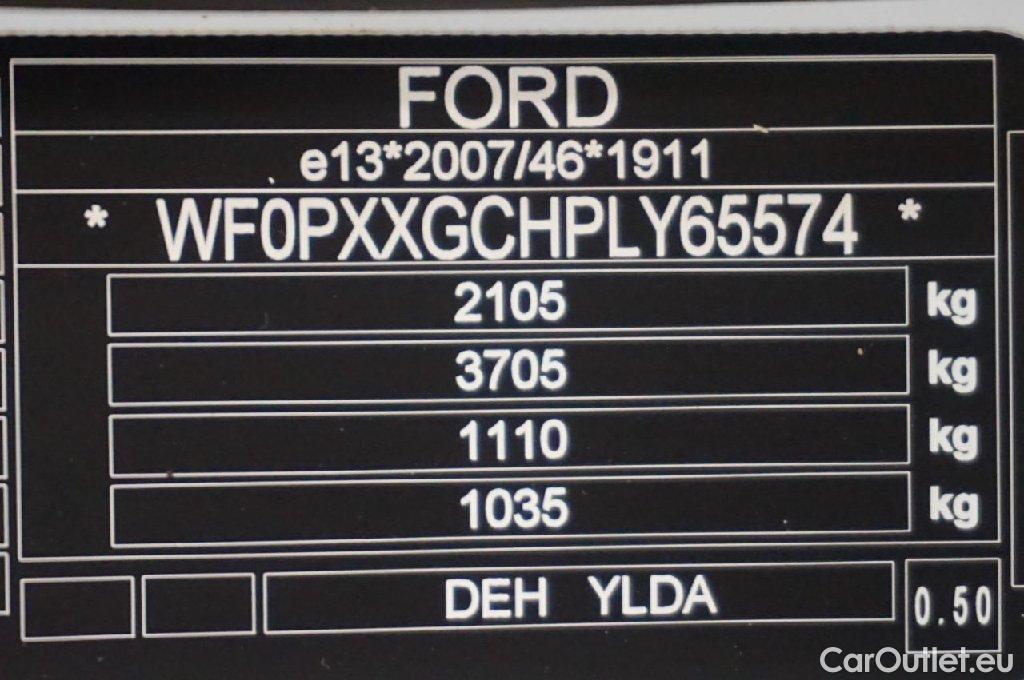 FORD
e13*2007/46*1911
* WF0PXXGCHPLY65574 *
2105 kg
3705 kg
1110 kg
1035 kg
DEH YLDA 0.50
CarOutlet.eu